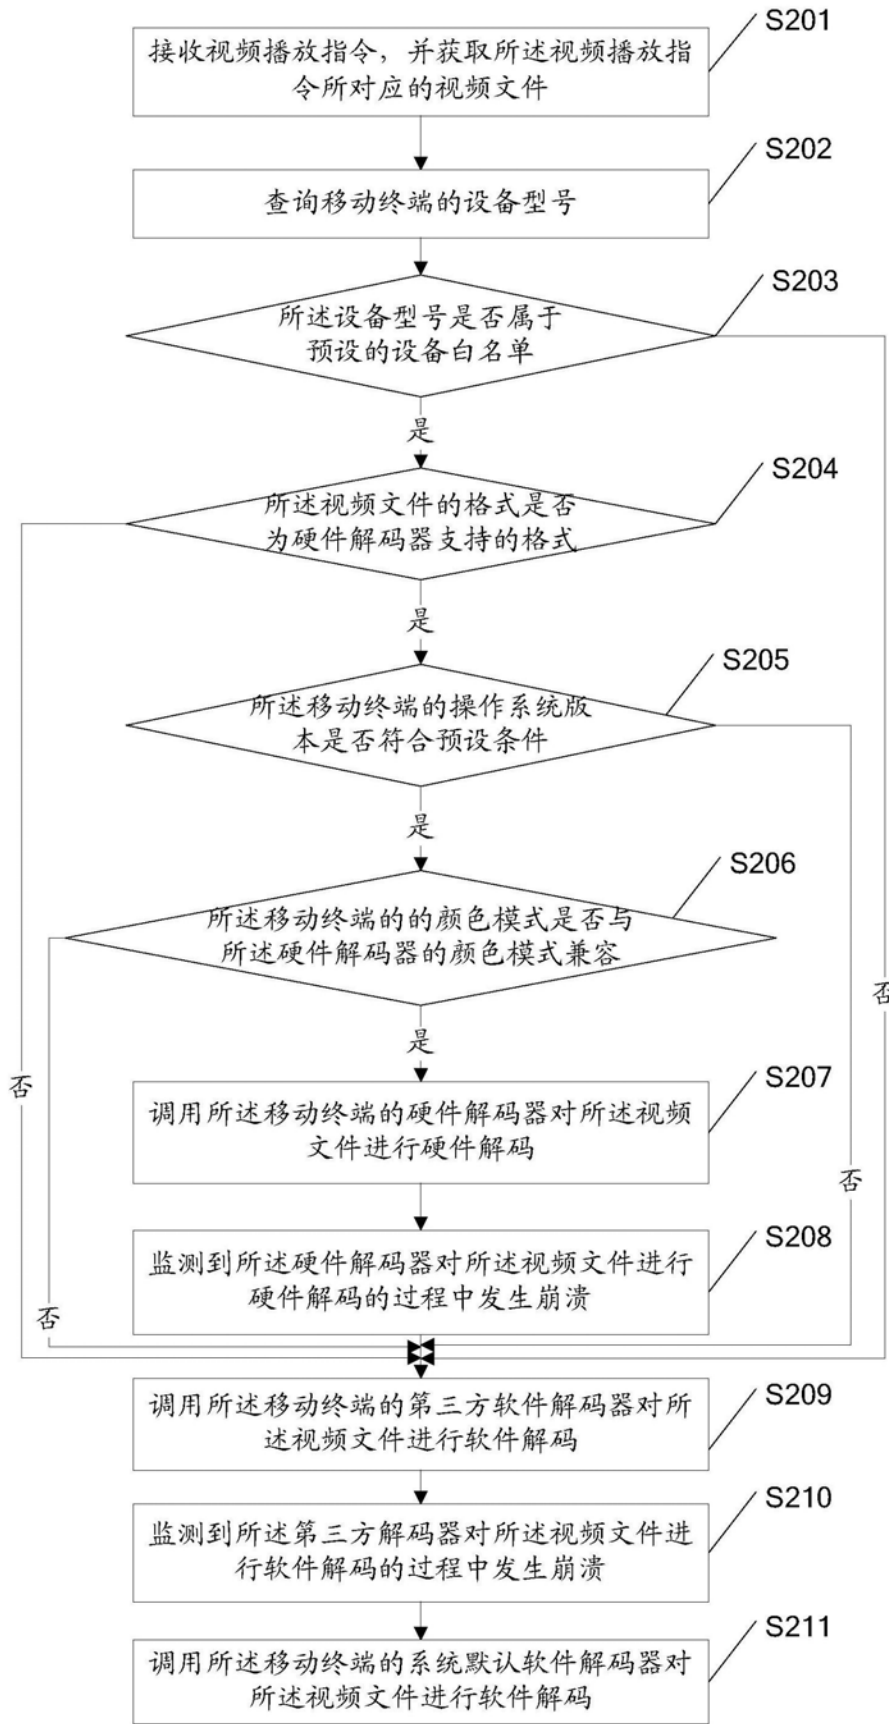 S201
接收视频播放指令，并获取所述视频播放指
令所对应的视频文件
S202
查询移动终端的设备型号
S203
所述设备型号是否属于
预设的设备白名单
是
S204
所述视频文件的格式是否
为硬件解码器支持的格式
是
S205
所述移动终端的操作系统版
本是否符合预设条件
是
S206
所述移动终端的的颜色模式是否与
所述硬件解码器的颜色模式兼容
否
是
否
S207
调用所述移动终端的硬件解码器对所述视频
文件进行硬件解码
否
S208
监测到所述硬件解码器对所述视频文件进行
硬件解码的过程中发生崩溃
否
S209
调用所述移动终端的第三方软件解码器对所
述视频文件进行软件解码
S210
监测到所述第三方解码器对所述视频文件进
行软件解码的过程中发生崩溃
S211
调用所述移动终端的系统默认软件解码器对
所述视频文件进行软件解码